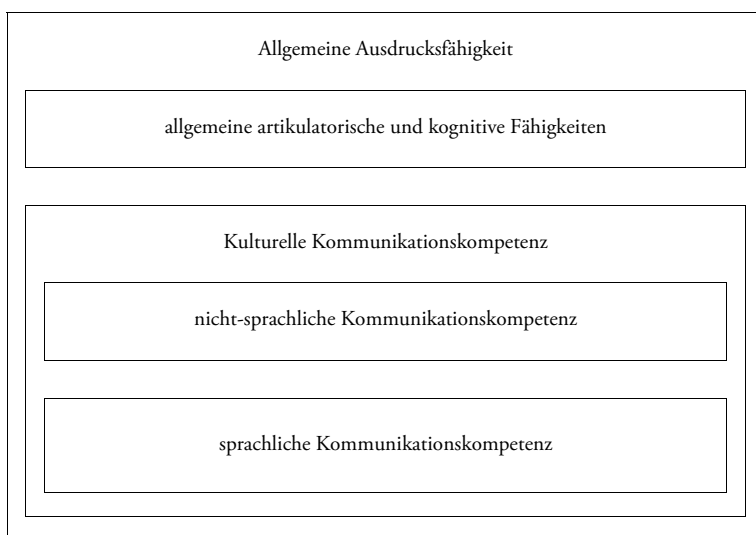 Allgemeine Ausdrucksfähigkeit
allgemeine artikulatorische und kognitive Fähigkeiten
Kulturelle Kommunikationskompetenz
nicht-sprachliche Kommunikationskompetenz
sprachliche Kommunikationskompetenz